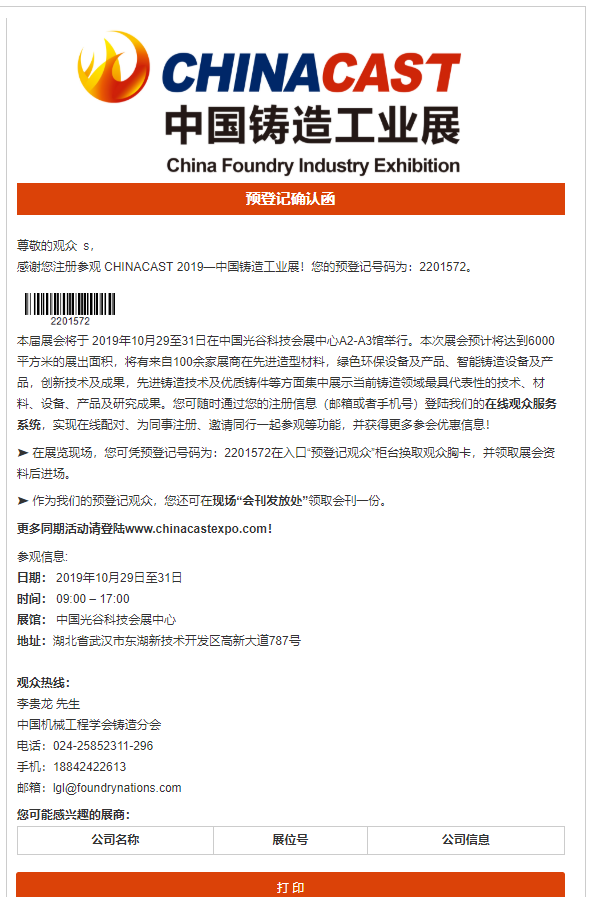 CHINACAST
中国铸造工业展
China Foundry Industry Exhibition
预登记确认函
尊敬的观众 s，
感谢您注册参观 CHINACAST 2019—中国铸造工业展！您的预登记号码为：2201572。
2201572
本届展会将于 2019年10月29至31日在中国光谷科技会展中心A2-A3馆举行。本次展会预计将达到6000
平方米的展出面积，将有来自100余家展商在先进造型材料，绿色环保设备及产品、智能铸造设备及产
品，创新技术及成果，先进铸造技术及优质铸件等方面集中展示当前铸造领域最具代表性的技术、材
料、设备、产品及研究成果。您可随时通过您的注册信息（邮箱或者手机号）登陆我们的在线观众服务
系统，实现在线配对、为同事注册、邀请同行一起参观等功能，并获得更多参会优惠信息！
➤ 在展览现场，您可凭预登记号码为：2201572在入口“预登记观众”柜台换取观众胸卡，并领取展会资
料后进场。
➤ 作为我们的预登记观众，您还可在现场“会刊发放处”领取会刊一份。
更多同期活动请登陆www.chinacastexpo.com！
参观信息:
日期： 2019年10月29日至31日
时间： 09:00 – 17:00
展馆： 中国光谷科技会展中心
地址：湖北省武汉市东湖新技术开发区高新大道787号
观众热线：
李贵龙 先生
中国机械工程学会铸造分会
电话：024-25852311-296
手机：18842422613
邮箱：lgl@foundrynations.com
您可能感兴趣的展商：
公司名称 展位号 公司信息
打 印